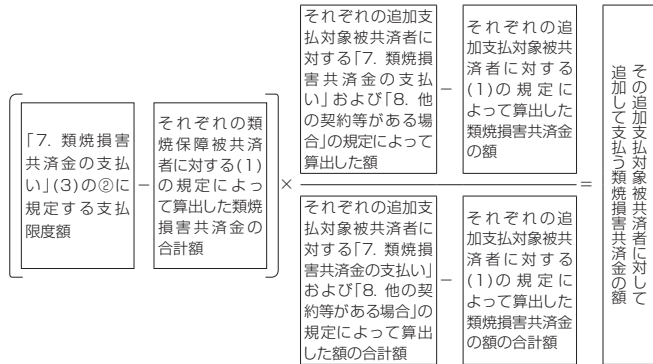 「7. 類焼損害
共済金の支払
い」(3)の②に
規定する支払
限度額
−
それぞれの類
焼保障被共済
者に対する(1)
の規定によっ
て算出した類焼
損害共済金の
合計額
×
それぞれの追加支
払対象被共済者に
対する「7. 類焼損
害共済金の支払
い」および「8. 他
の契約等がある場
合」の規定によって
算出した額
−
それぞれの追
加支払対象被共
済者に対する
(1)の規定に
よって算出した
類焼損害共済金
の額
それぞれの追加支
払対象被共済者に
対する「7. 類焼損
害共済金の支払い」
および「8. 他の契
約等がある場合」の
規定によって算出
した額の合計額
−
それぞれの追
加支払対象被共
済者に対する
(1)の規定に
よって算出した
類焼損害共済金
の額の合計額
=
その追加支払対象被共済者に対して
追加して支払う類焼損害共済金の額